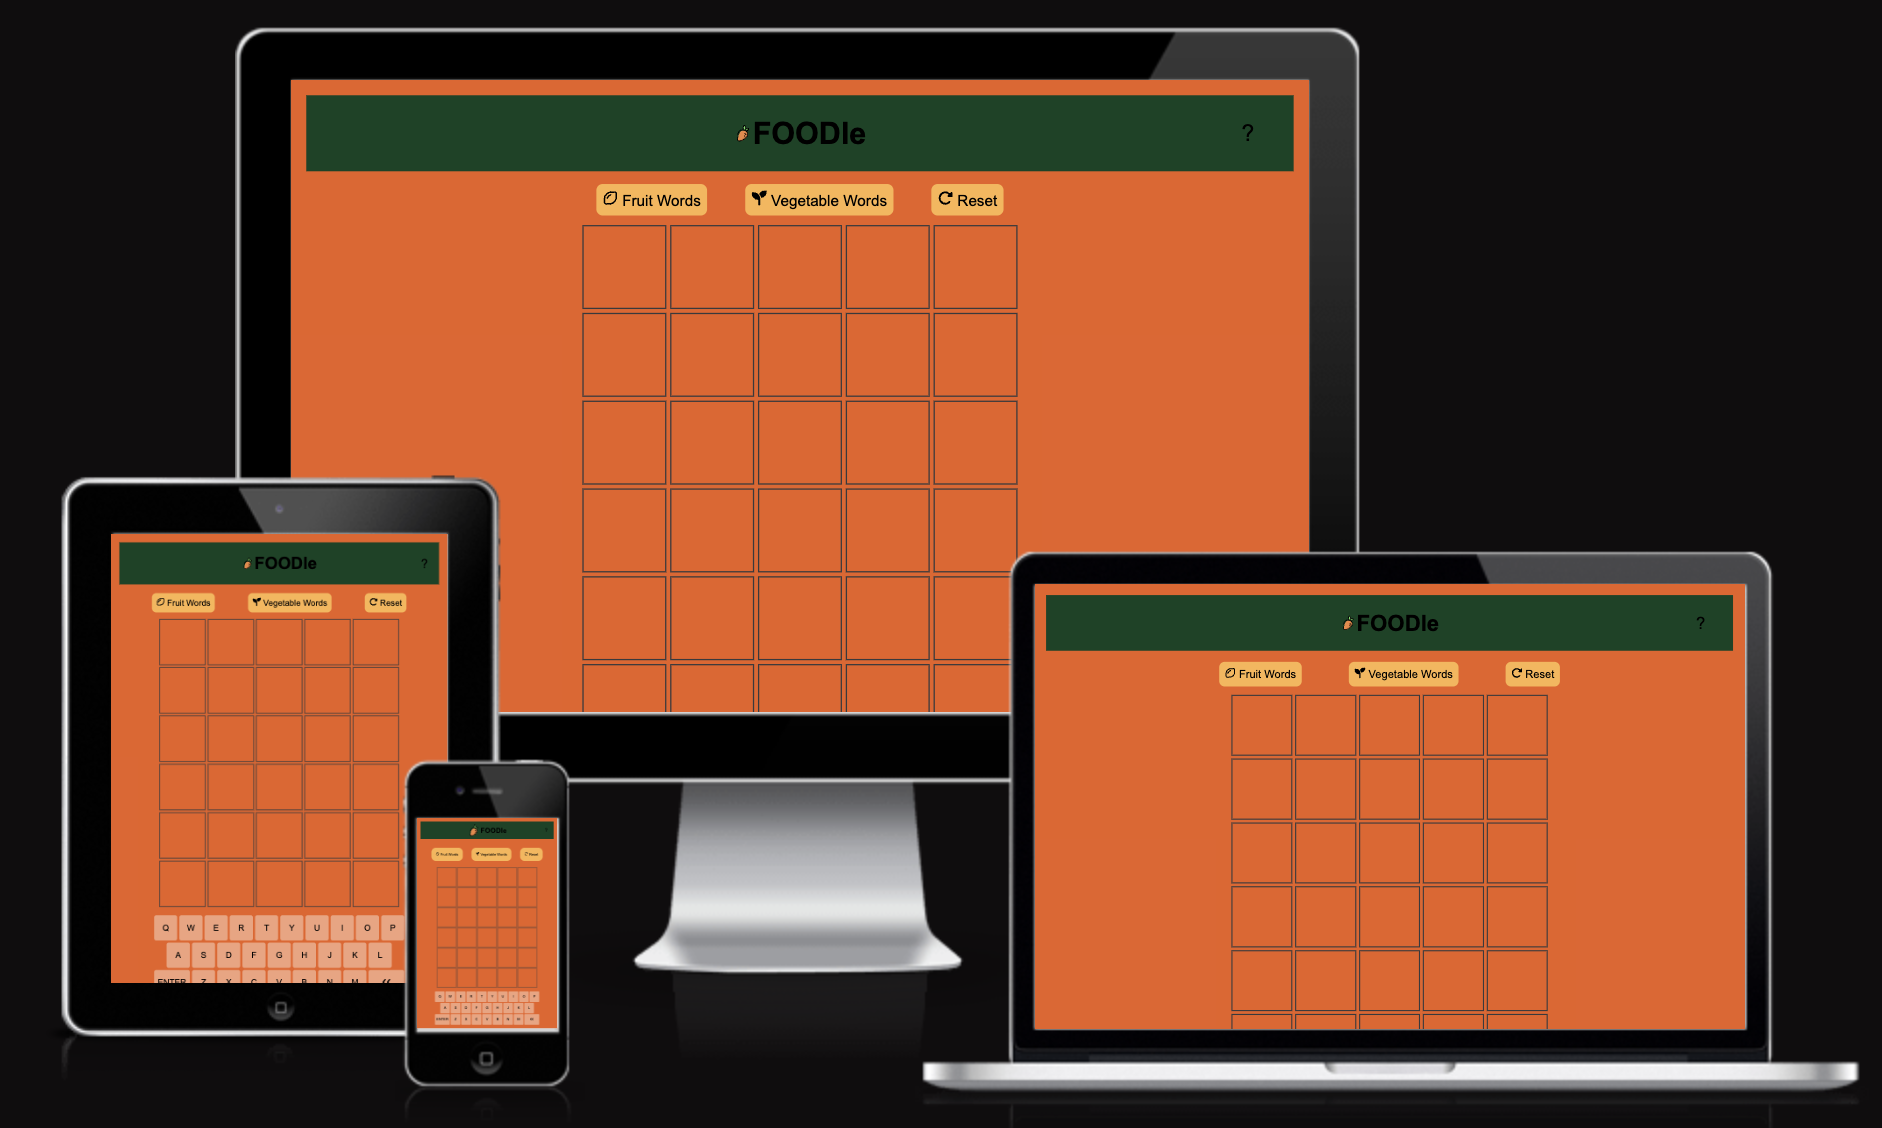 FOODle ?
Fruit Words Vegetable Words Reset
FOODle ?
Fruit Words Vegetable Words Reset
Q W E R T Y U I O P
A S D F G H J K L
ENTER Z X C V B N M «
FOODle
Fruit Words Vegetable Words Reset
Q W E R T Y U I O P
A S D F G H J K L
ENTER Z X C V B N M
FOODle ?
Fruit Words Vegetable Words Reset